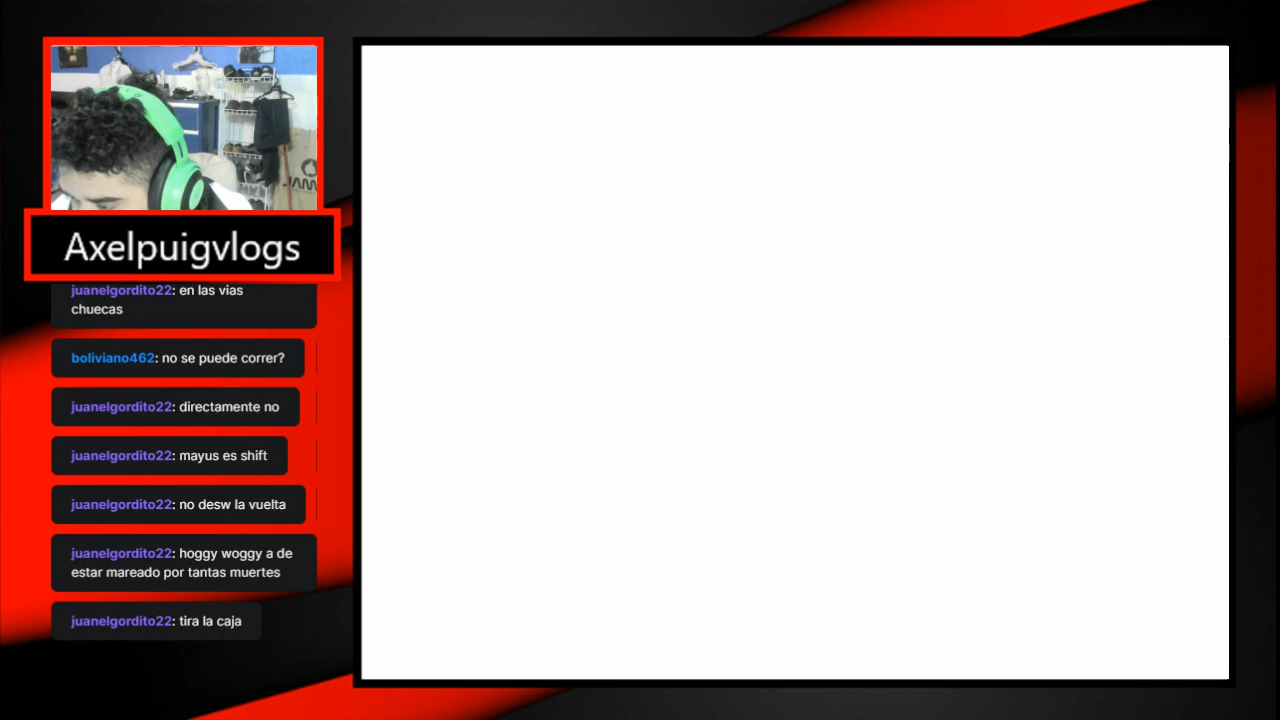 Axelpuigvlogs
juanelgordito22: en las vias
chuecas
boliviano462: no se puede correr?
juanelgordito22: directamente no
juanelgordito22: mayus es shift
juanelgordito22: no desw la vuelta
juanelgordito22: hoggy woggy a de
estar mareado por tantas muertes
juanelgordito22: tira la caja